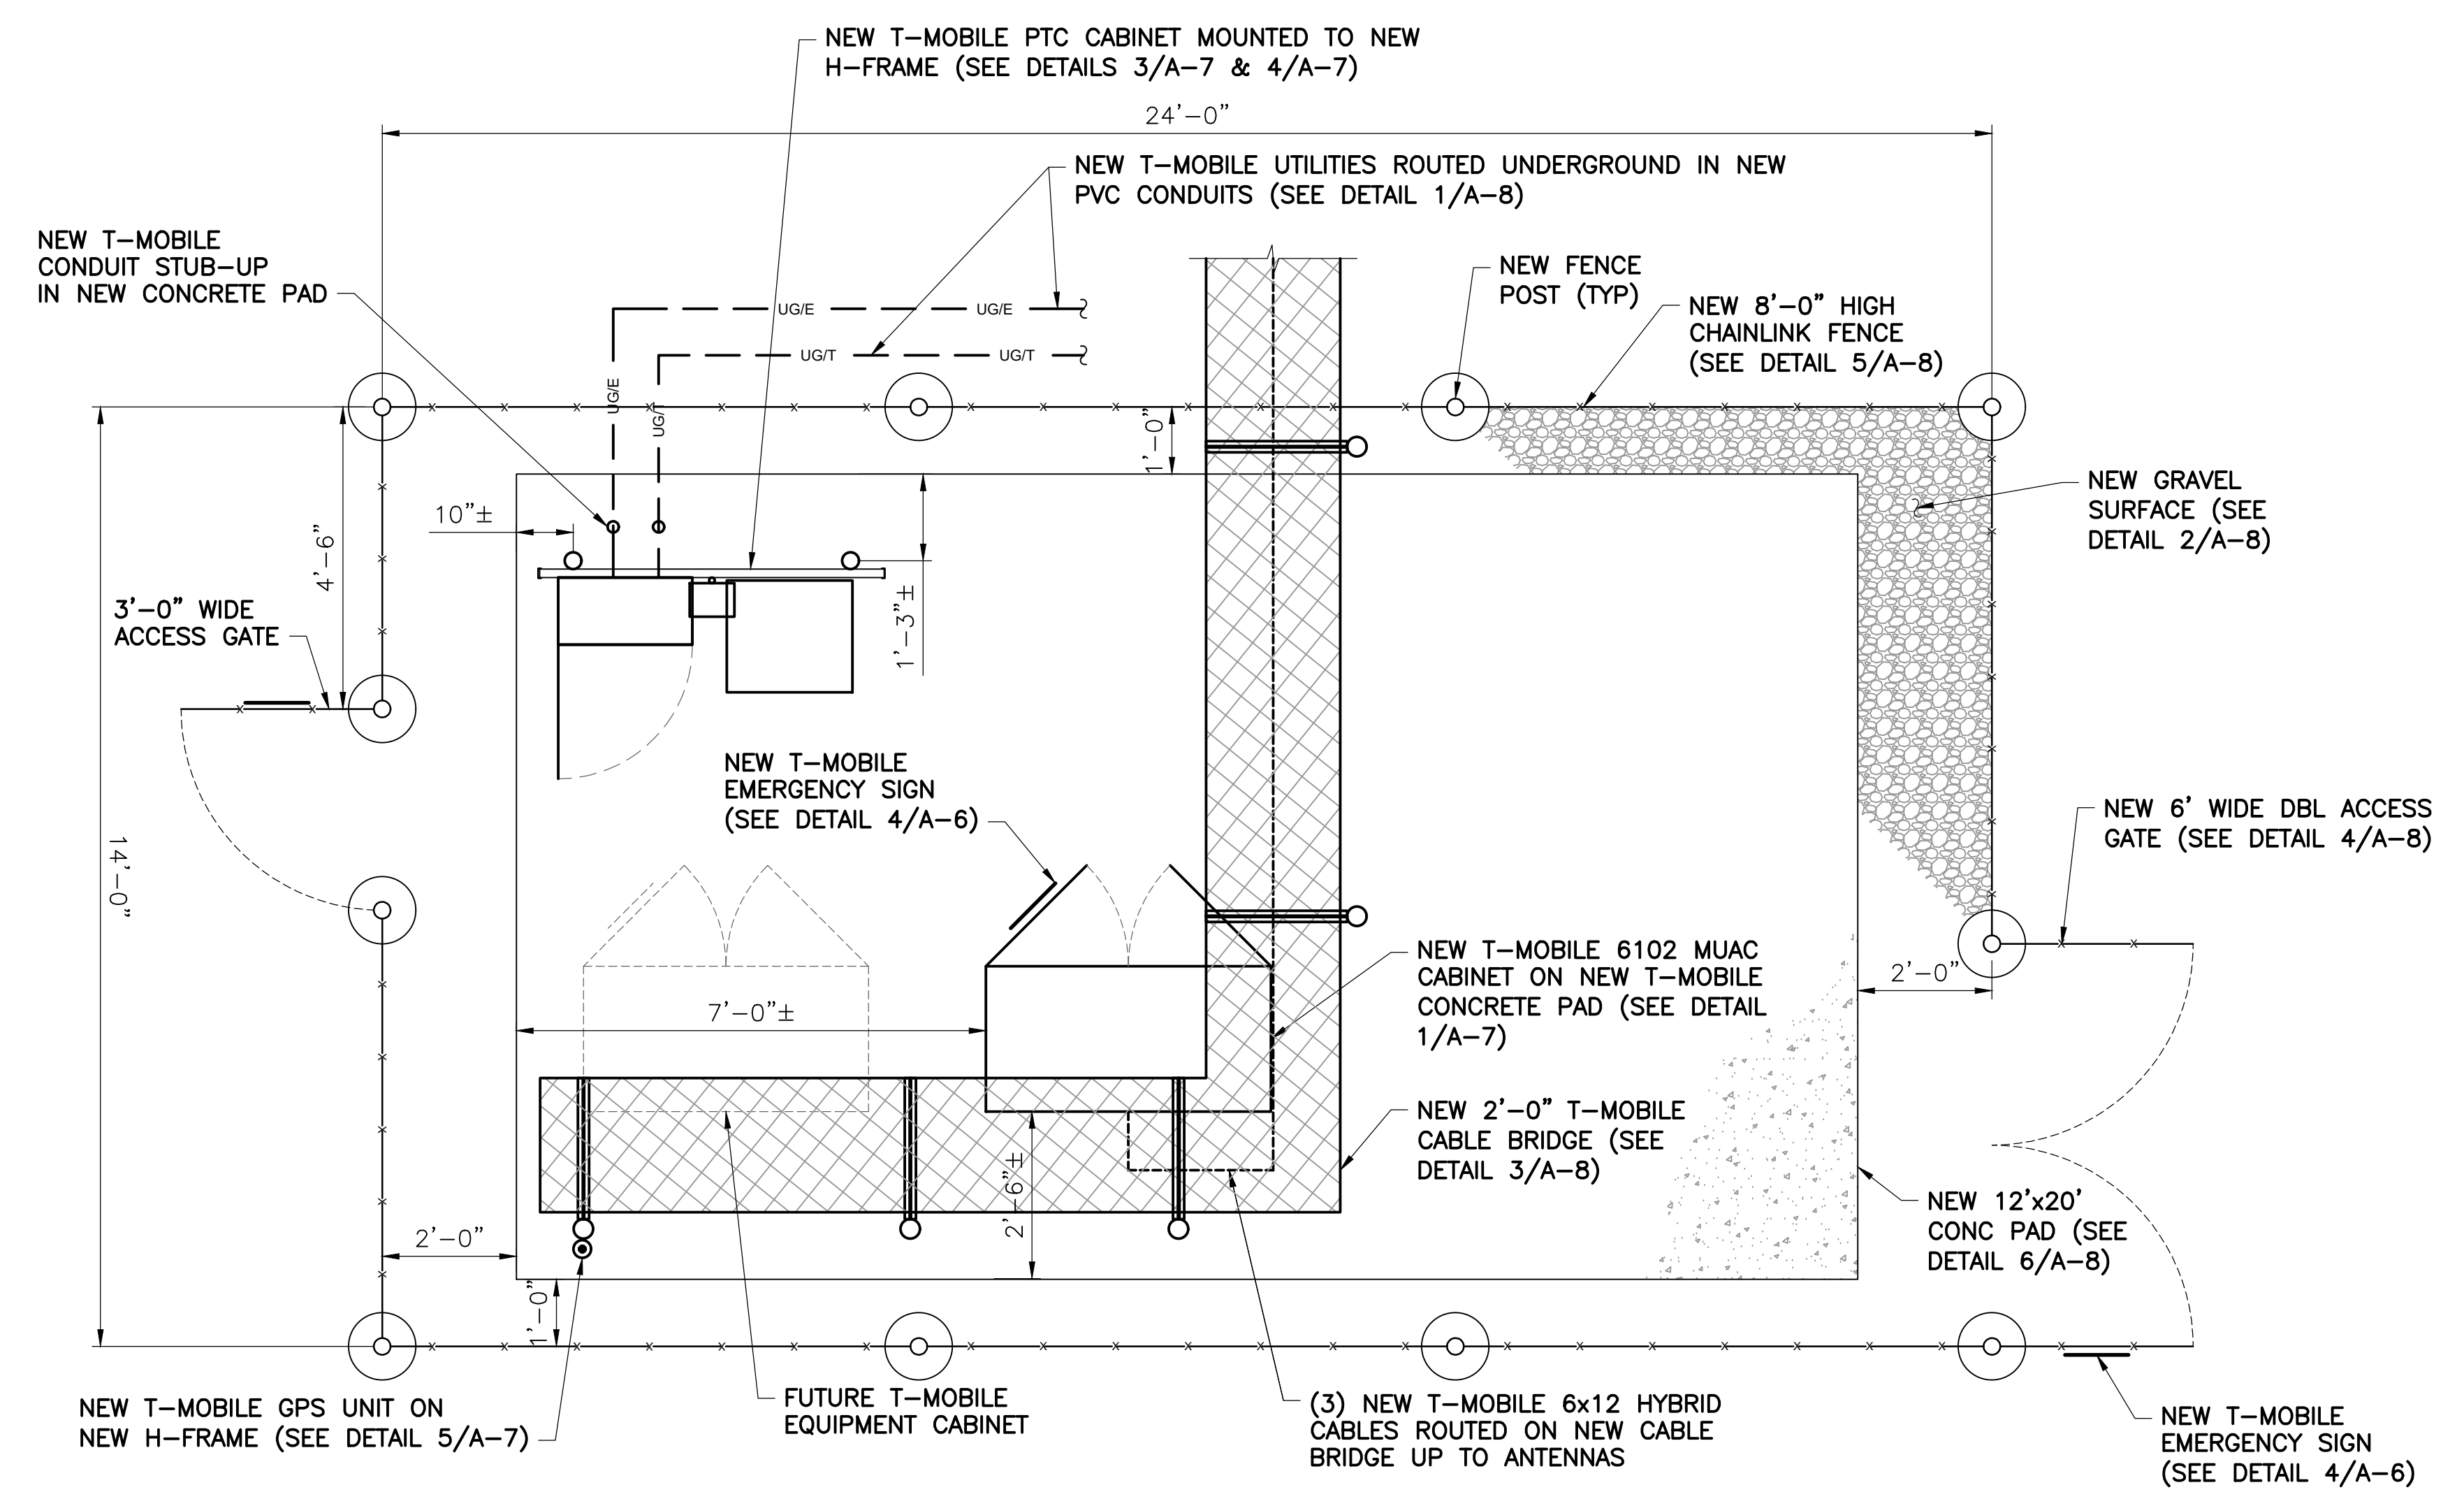 NEW T-MOBILE PTC CABINET MOUNTED TO NEW
H-FRAME (SEE DETAILS 3/A-7 & 4/A-7)
24'-0"
NEW T-MOBILE UTILITIES ROUTED UNDERGROUND IN NEW
PVC CONDUITS (SEE DETAIL 1/A-8)
NEW T-MOBILE
CONDUIT STUB-UP
IN NEW CONCRETE PAD
NEW FENCE
POST (TYP)
NEW 8'-0" HIGH
CHAINLINK FENCE
(SEE DETAIL 5/A-8)
UG/E
UG/E
UG/T
UG/T
UG/E
UG/T
1'-0"
NEW GRAVEL
SURFACE (SEE
DETAIL 2/A-8)
10"±
4'-6"
1'-3"±
3'-0" WIDE
ACCESS GATE
NEW T-MOBILE
EMERGENCY SIGN
(SEE DETAIL 4/A-6)
NEW 6' WIDE DBL ACCESS
GATE (SEE DETAIL 4/A-8)
14'-0"
NEW T-MOBILE 6102 MUAC
CABINET ON NEW T-MOBILE
CONCRETE PAD (SEE DETAIL
1/A-7)
2'-0"
7'-0"±
NEW 2'-0" T-MOBILE
CABLE BRIDGE (SEE
DETAIL 3/A-8)
2'-6"±
NEW 12'x20'
CONC PAD (SEE
DETAIL 6/A-8)
2'-0"
1'-0"
NEW T-MOBILE GPS UNIT ON
NEW H-FRAME (SEE DETAIL 5/A-7)
FUTURE T-MOBILE
EQUIPMENT CABINET
(3) NEW T-MOBILE 6x12 HYBRID
CABLES ROUTED ON NEW CABLE
BRIDGE UP TO ANTENNAS
NEW T-MOBILE
EMERGENCY SIGN
(SEE DETAIL 4/A-6)